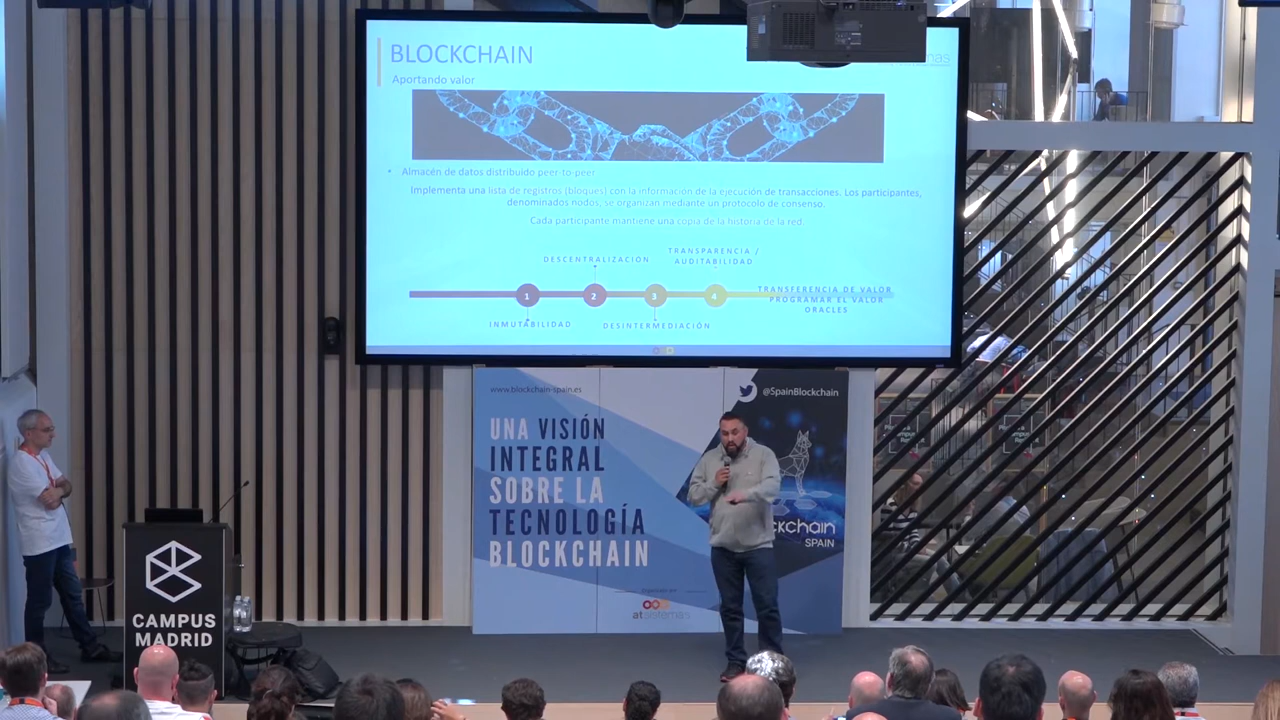 BLOCKCHAIN
Aportando valor
• Almacén de datos distribuido peer-to-peer
Implementa una lista de registros (bloques) con la información de la ejecución de transacciones. Los participantes,
denominados nodos, se organizan mediante un protocolo de consenso.
Cada participante mantiene una copia de la historia de la red.
TRANSPARENCIA /
AUDITABILIDAD
DESCENTRALIZACIÓN
1
2
3
4
TRANSFERENCIA DE VALOR
PROGRAMAR EL VALOR
ORACLES
INMUTABILIDAD
DESINTERMEDIACIÓN
www.blockchain-spain.es
@SpainBlockchain
UNA VISIÓN
INTEGRAL
SOBRE LA
TECNOLOGÍA
BLOCKCHAIN
ckchain
SPAIN
atsistemas
CAMPUS
MADRID